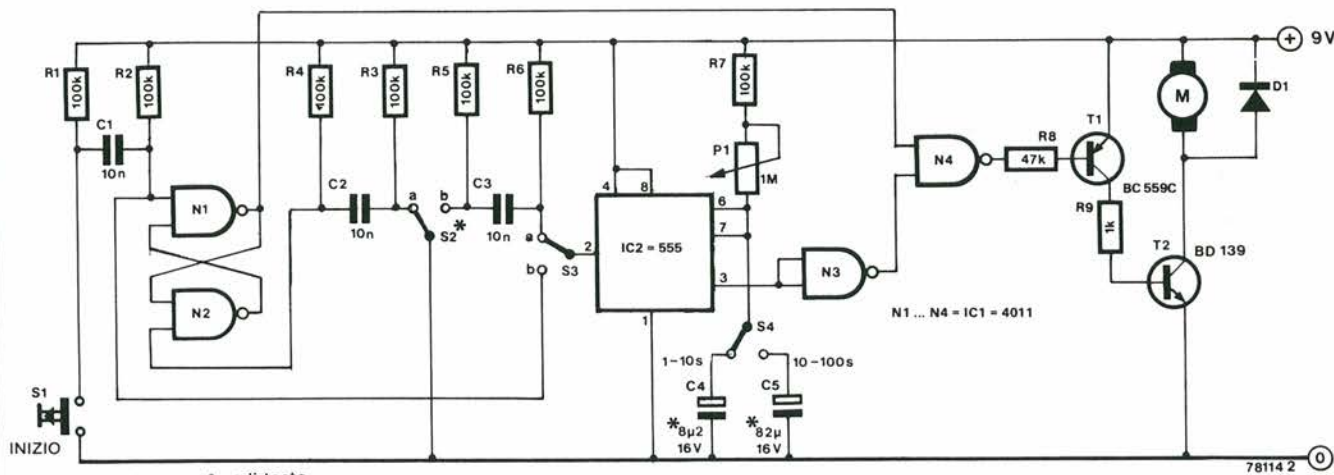 R1
100k
R2
100k
C1
10n
R4
100k
R3
100k
R5
100k
R6
100k
R7
100k
9V
M
D1
T1
N4
R8
47k
BC 559C
R9
1k
T2
BD 139
P1
1M
N1
N2
C2
10n
a
S2
b
*
C3
10n
a
S3
b
2
4
8
6
7
3
1
IC2 = 555
N3
N1 ... N4 = IC1 = 4011
S4
1–10s
10–100s
C4
*8µ2
16V
C5
*82µ
16V
S1
INIZIO
+
0
78114 2